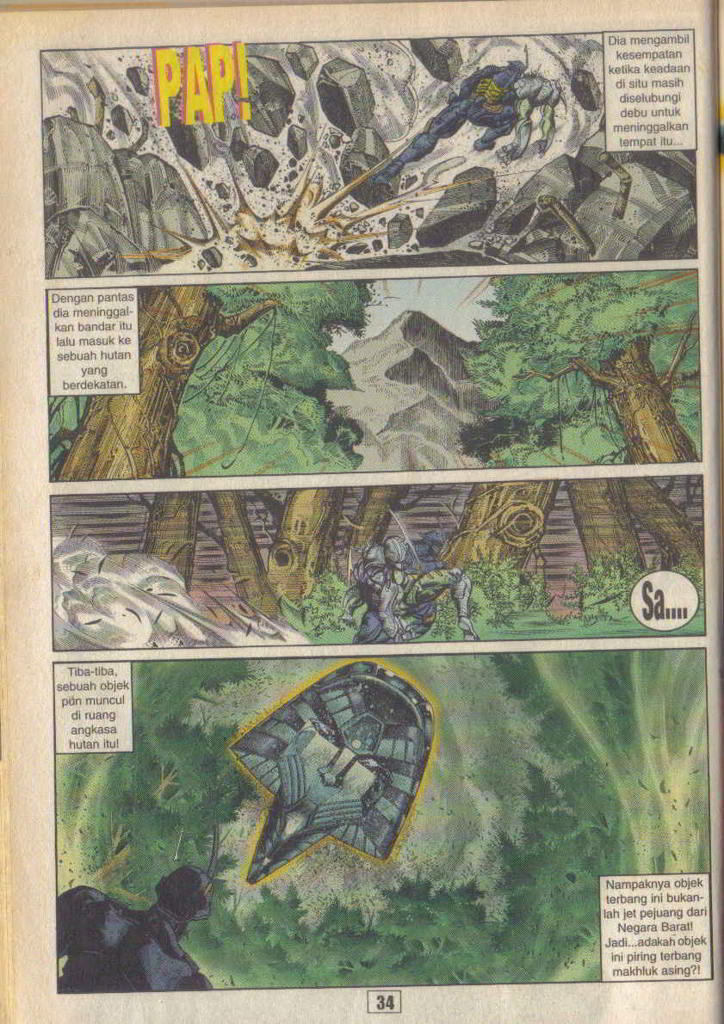 PAP!
Dia mengambil
kesempatan
ketika keadaan
di situ masih
diselubungi
debu untuk
meninggalkan
tempat itu...
Dengan pantas
dia meninggal-
kan bandar itu
lalu masuk ke
sebuah hutan
yang
berdekatan.
Sa....
Tiba-tiba,
sebuah objek
pun muncul
di ruang
angkasa
hutan itu!
Nampaknya objek
terbang ini bukan-
lah jet pejuang dari
Negara Barat!
Jadi...adakah objek
ini piring terbang
makhluk asing?!
34